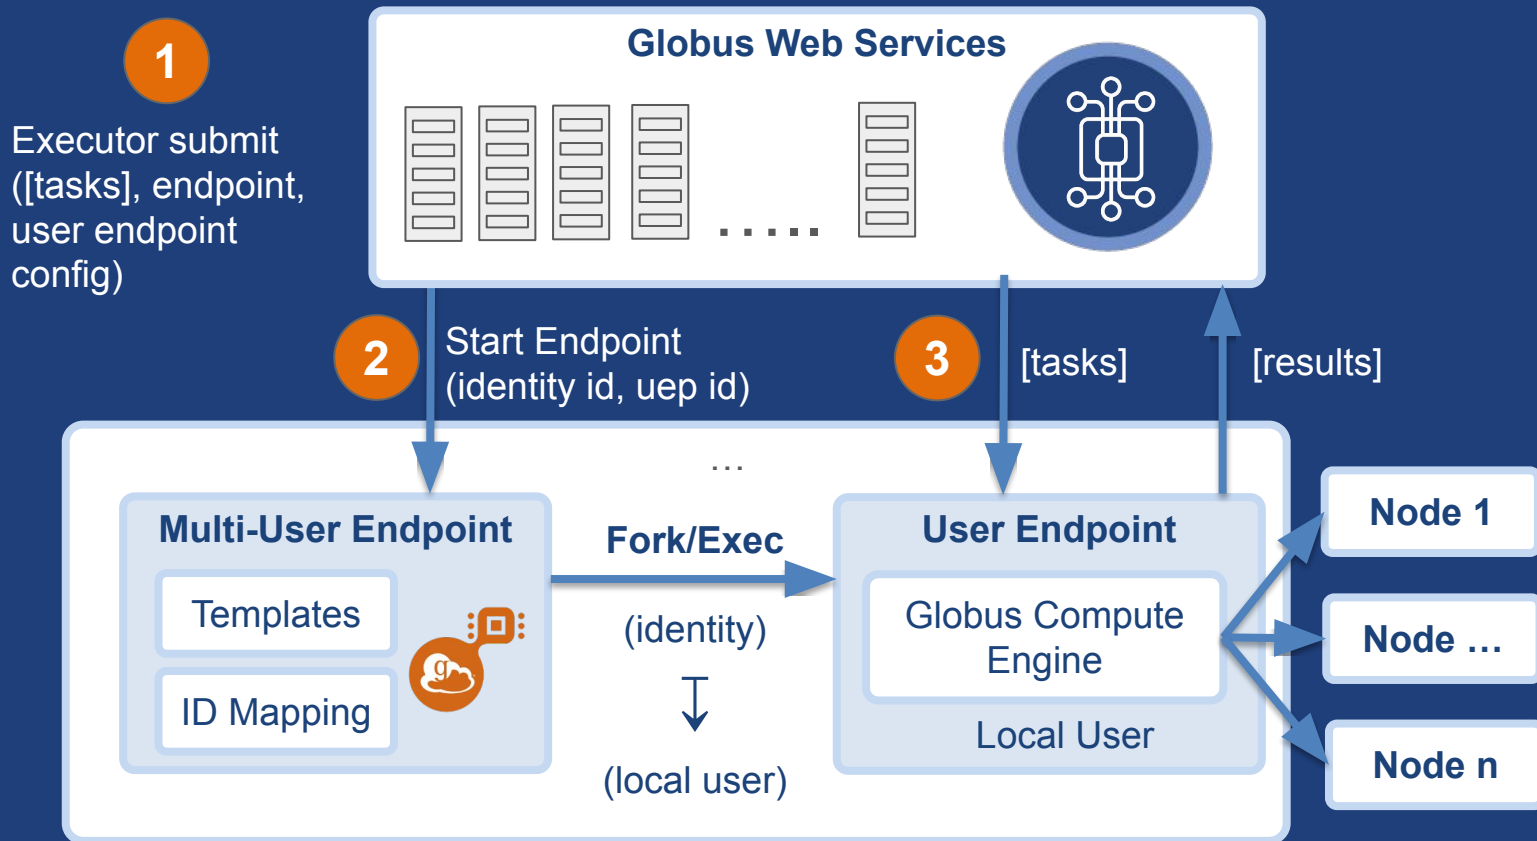 1
Executor submit
([tasks], endpoint,
user endpoint
config)
Globus Web Services
.....
2
Start Endpoint
(identity id, uep id)
3
[tasks]
[results]
...
Multi-User Endpoint
Templates
ID Mapping
g
Fork/Exec
(identity)
(local user)
User Endpoint
Globus Compute
Engine
Local User
Node 1
Node ...
Node n